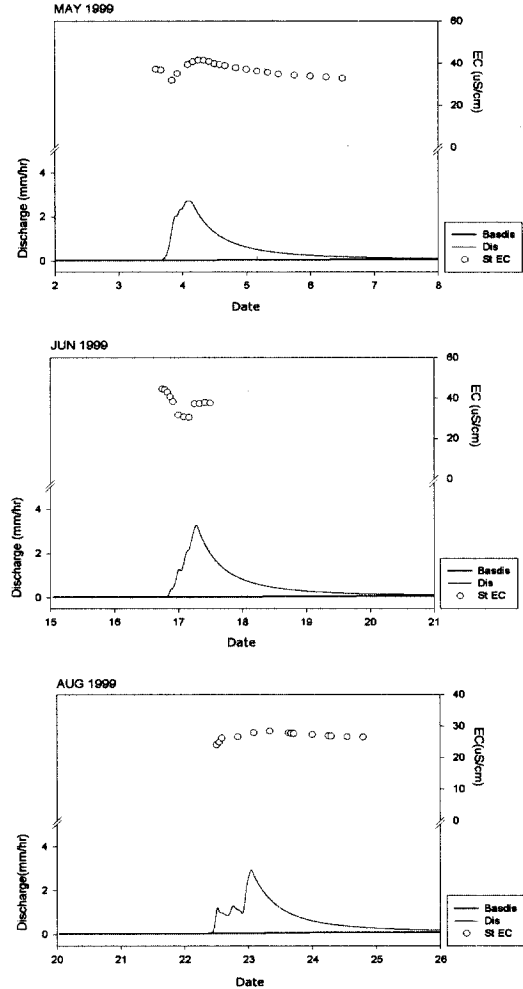 MAY 1999
60
40
20
0
EC (uS/cm)
4
2
0
Discharge (mm/hr)
2 3 4 5 6 7 8
Date
Basdis
Dis
St EC
JUN 1999
60
40
20
0
EC (uS/cm)
4
2
0
Discharge (mm/hr)
15 16 17 18 19 20 21
Date
Basdis
Dis
St EC
AUG 1999
40
30
20
10
0
EC(uS/cm)
4
2
0
Discharge(mm/hr)
20 21 22 23 24 25 26
Date
Basdis
Dis
St EC